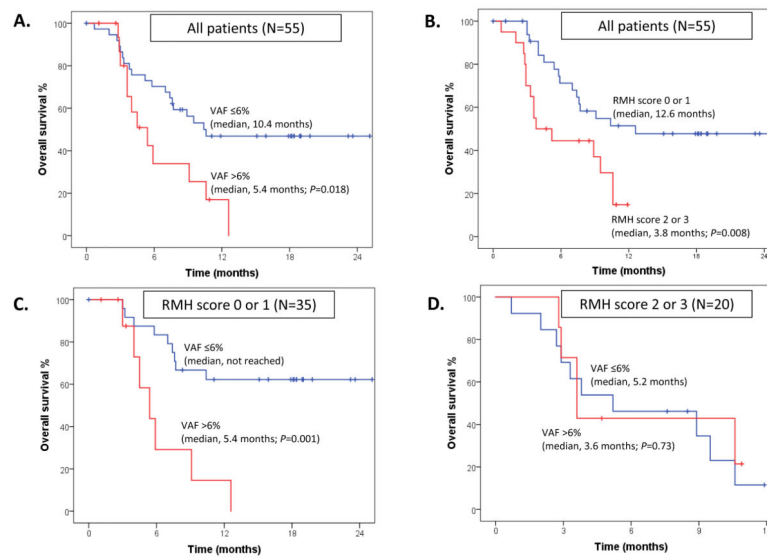 A.
All patients (N=55)
Overall survival %
100
80
60
40
20
0
VAF ≤6%
(median, 10.4 months)
VAF >6%
(median, 5.4 months; P=0.018)
0
6
12
18
24
Time (months)
B.
All patients (N=55)
Overall survival %
100
80
60
40
20
0
RMH score 0 or 1
(median, 12.6 months)
RMH score 2 or 3
(median, 3.8 months; P=0.008)
0
6
12
18
24
Time (months)
C.
RMH score 0 or 1 (N=35)
Overall survival %
100
80
60
40
20
0
VAF ≤6%
(median, not reached)
VAF >6%
(median, 5.4 months; P=0.001)
0
6
12
18
24
Time (months)
D.
RMH score 2 or 3 (N=20)
Overall survival %
100
80
60
40
20
0
VAF ≤6%
(median, 5.2 months)
VAF >6%
(median, 3.6 months; P=0.73)
0
3
6
9
Time (months)